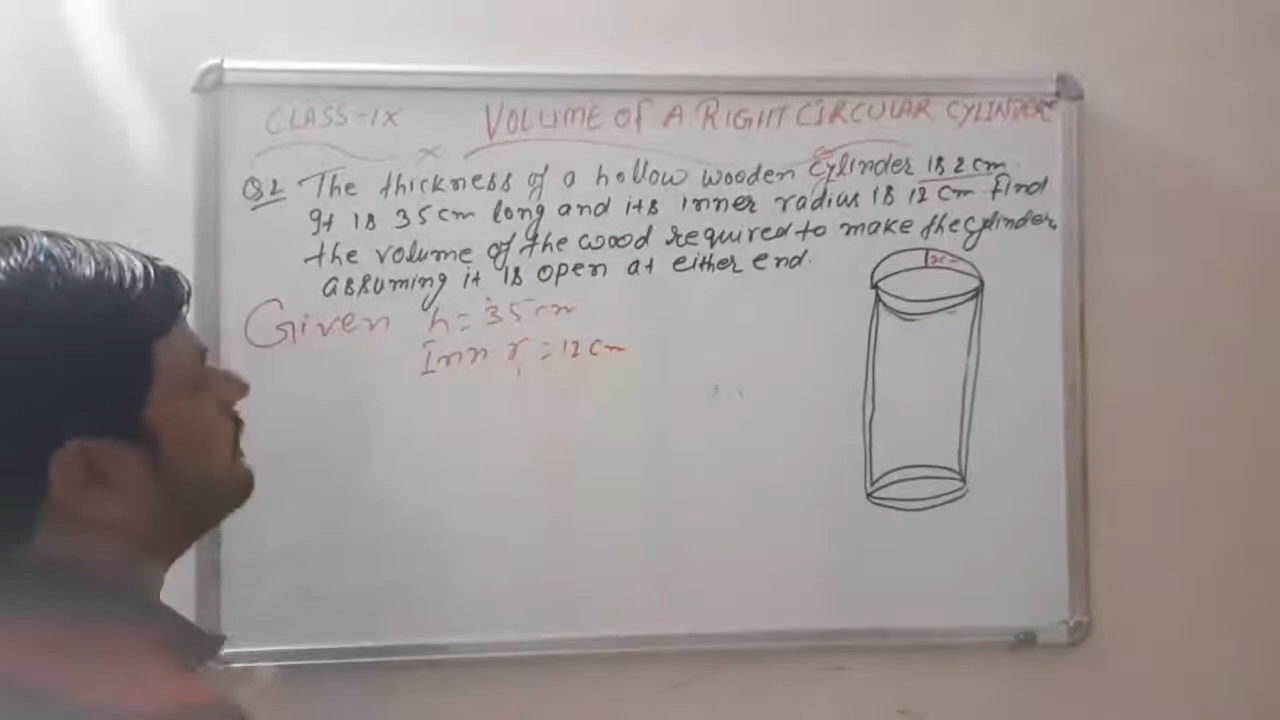 CLASS-IX VOLUME OF A RIGHT CIRCULAR CYLINDER
Q2 The thickness of a hollow wooden cylinder is 2 cm.
It is 35 cm long and its inner radius is 12 cm Find
the volume of the wood required to make the cylinder,
assuming it is open at either end.
Given h = 35 cm
Inn r = 12 cm